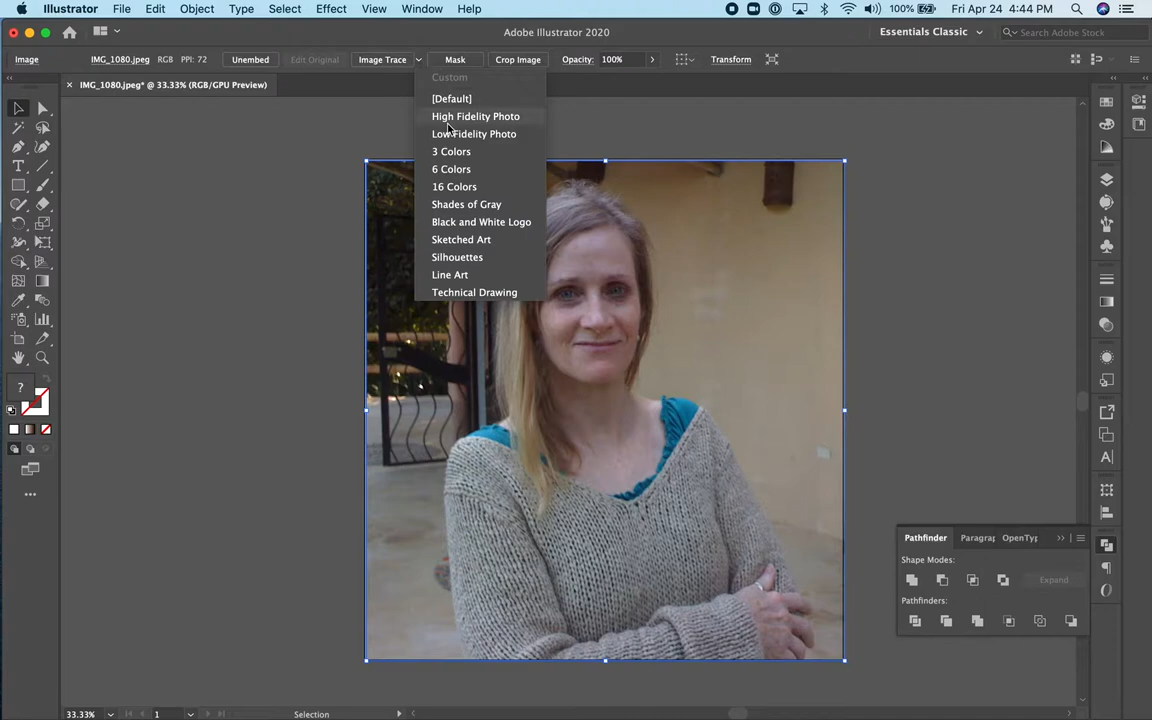 Illustrator File Edit Object Type Select Effect View Window Help 100% Fri Apr 24 4:44 PM
Adobe Illustrator 2020 Essentials Classic Search Adobe Stock
Image IMG_1080.jpeg RGB PPI: 72 Unembed Edit Original Image Trace Mask Crop Image Opacity: 100% Transform
× IMG_1080.jpeg* @ 33.33% (RGB/GPU Preview)
Custom
[Default]
High Fidelity Photo
Low Fidelity Photo
3 Colors
6 Colors
16 Colors
Shades of Gray
Black and White Logo
Sketched Art
Silhouettes
Line Art
Technical Drawing
?
Pathfinder Paragra OpenTyp
Shape Modes:
Expand
Pathfinders:
33.33% 1 Selection